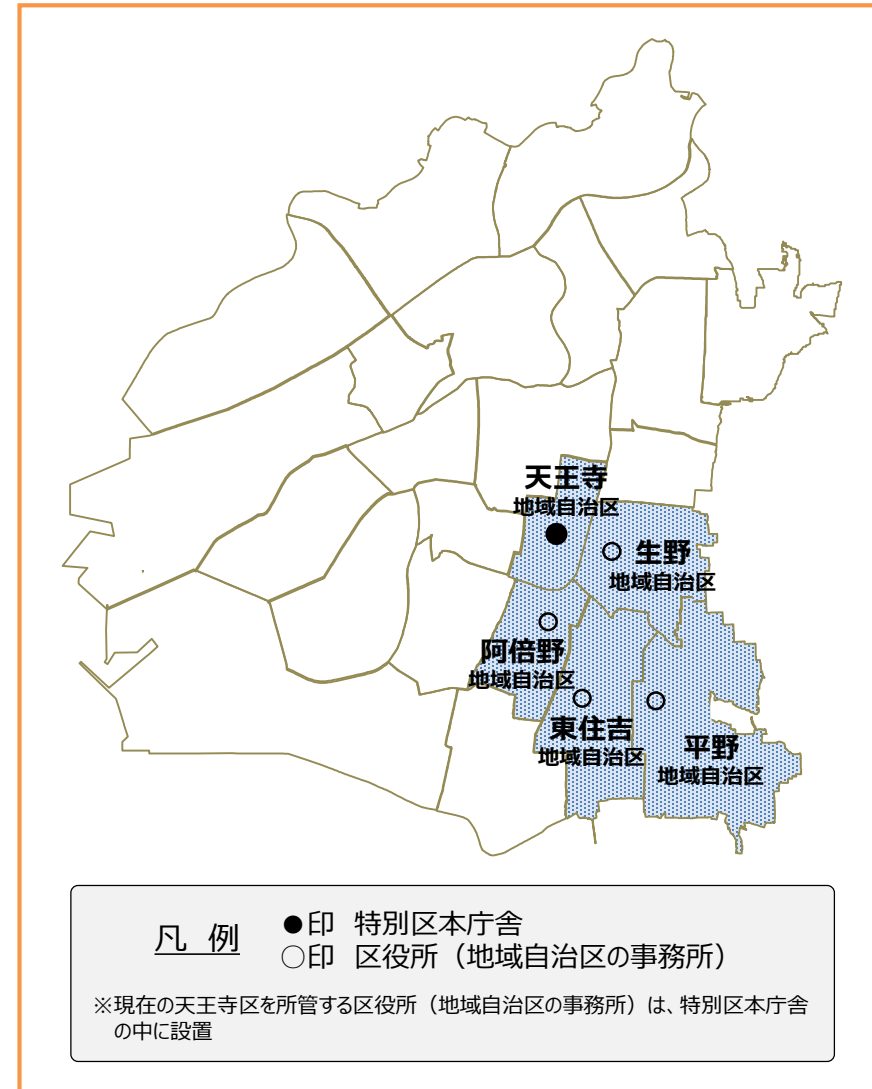 天王寺
地域自治区
生野
地域自治区
阿倍野
地域自治区
東住吉
地域自治区
平野
地域自治区
凡 例
●印 特別区本庁舎
○印 区役所（地域自治区の事務所）
※現在の天王寺区を所管する区役所（地域自治区の事務所）は、特別区本庁舎
の中に設置